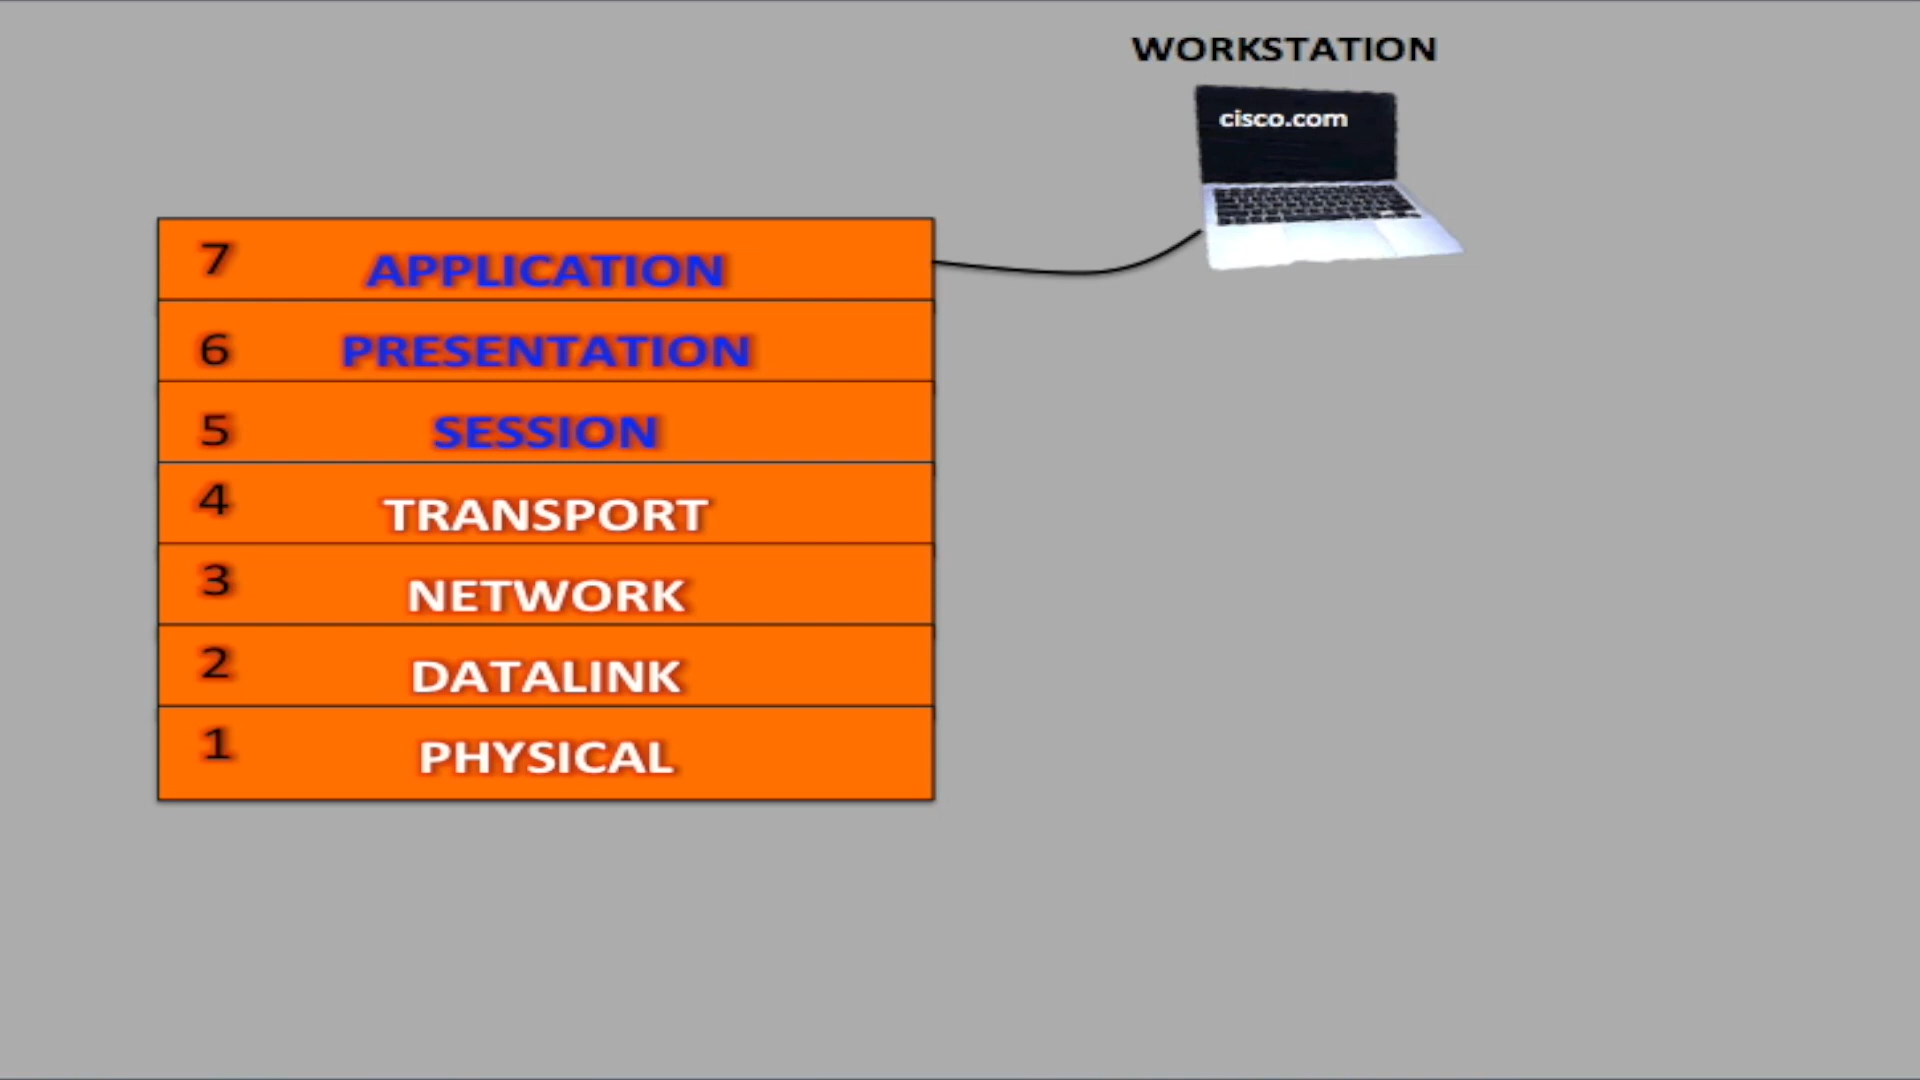 WORKSTATION
cisco.com
7 APPLICATION
6 PRESENTATION
5 SESSION
4 TRANSPORT
3 NETWORK
2 DATALINK
1 PHYSICAL